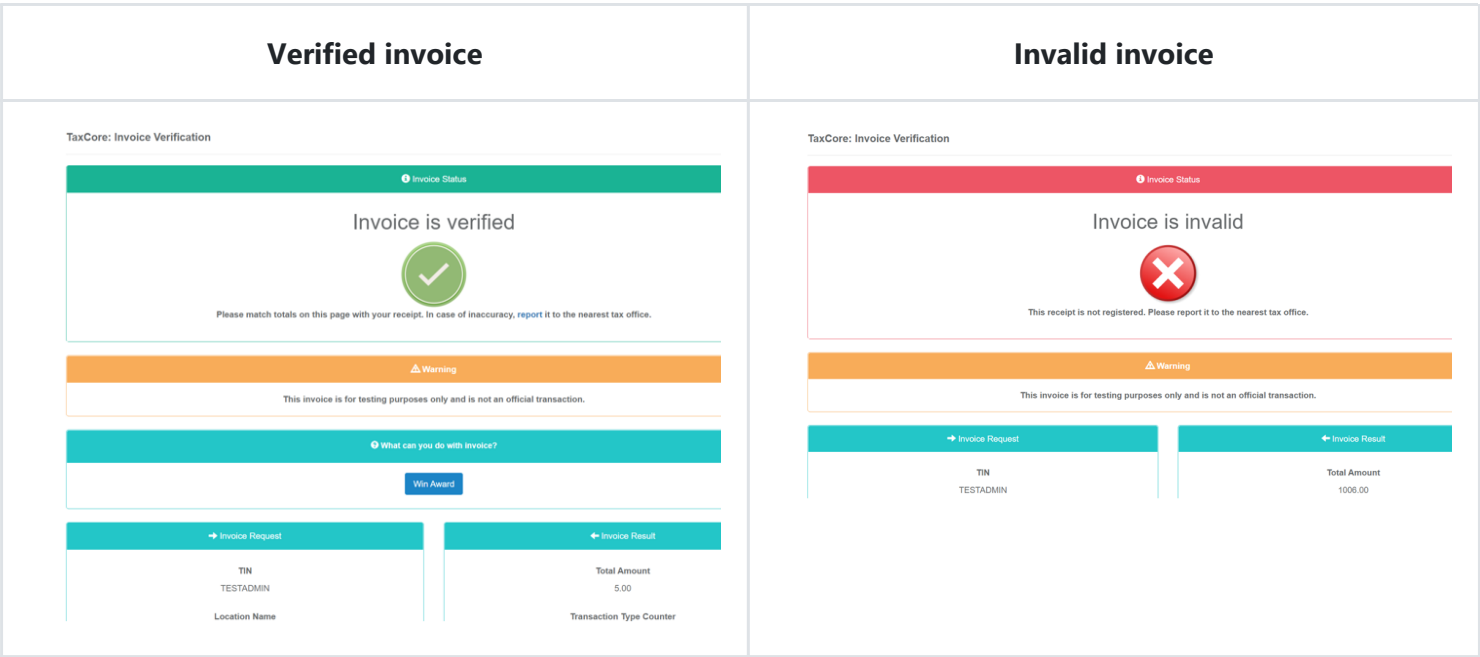 Verified invoice
Invalid invoice
TaxCore: Invoice Verification
Invoice Status
Invoice is verified
Please match totals on this page with your receipt. In case of inaccuracy, report it to the nearest tax office.
Warning
This invoice is for testing purposes only and is not an official transaction.
What can you do with invoice?
Win Award
Invoice Request
Invoice Result
TIN
Total Amount
TESTADMIN
5.00
Location Name
Transaction Type Counter
TaxCore: Invoice Verification
Invoice Status
Invoice is invalid
This receipt is not registered. Please report it to the nearest tax office.
Warning
This invoice is for testing purposes only and is not an official transaction.
Invoice Request
Invoice Result
TIN
Total Amount
TESTADMIN
1006.00